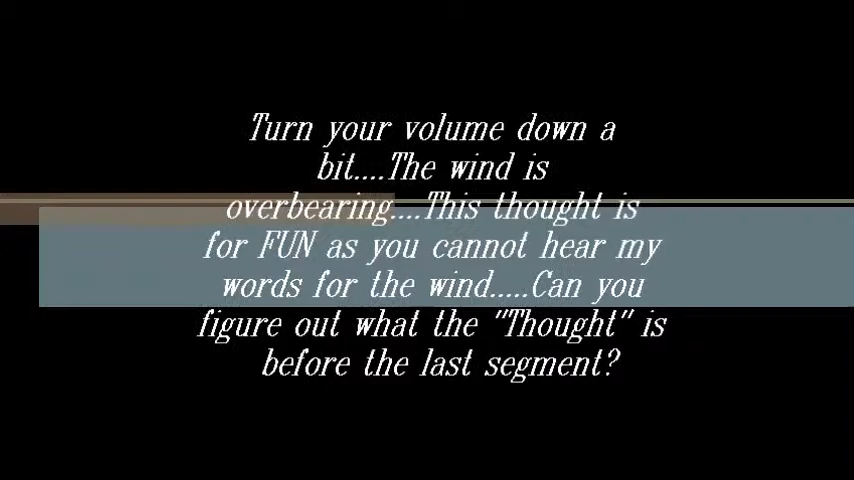 Turn your volume down a
bit....The wind is
overbearing....This thought is
for FUN as you cannot hear my
words for the wind.....Can you
figure out what the "Thought" is
before the last segment?